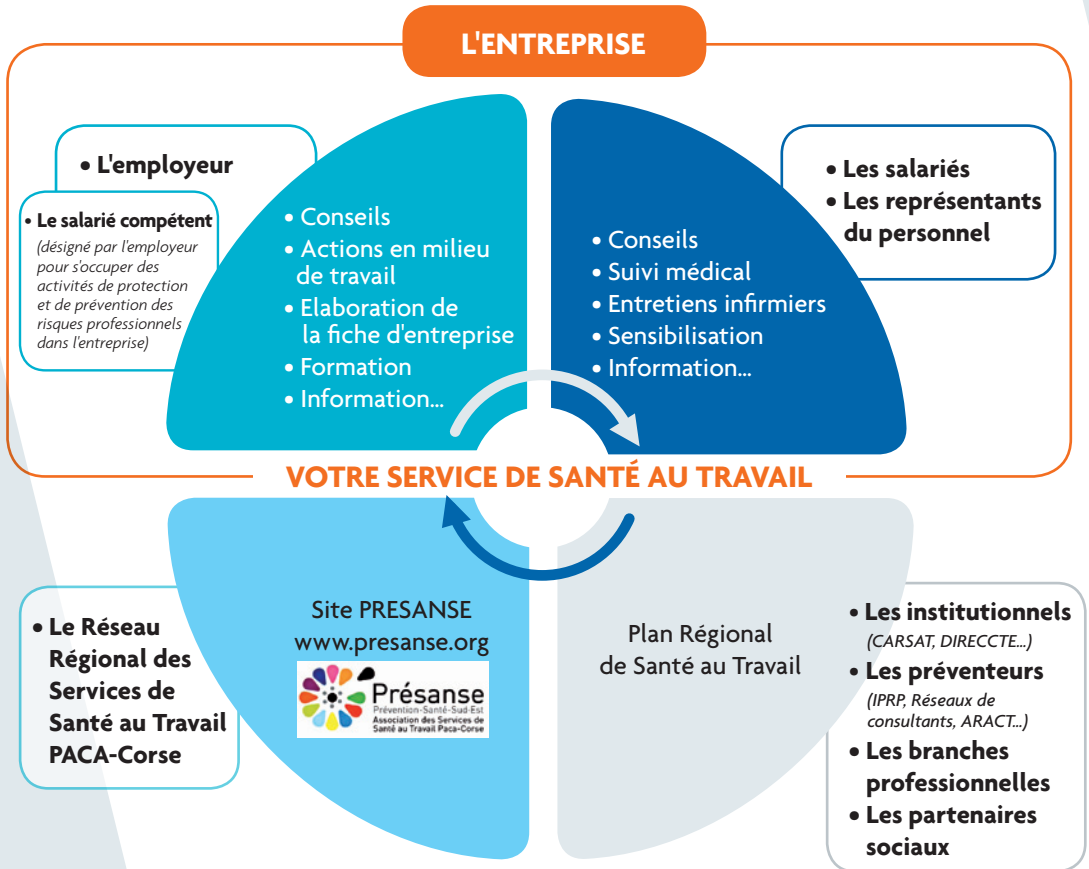 L'ENTREPRISE
• L'employeur
• Le salarié compétent
(désigné par l'employeur
pour s'occuper des
activités de protection
et de prévention des
risques professionnels
dans l'entreprise)
• Conseils
• Actions en milieu
de travail
• Elaboration de
la fiche d'entreprise
• Formation
• Information...
• Conseils
• Suivi médical
• Entretiens infirmiers
• Sensibilisation
• Information...
• Les salariés
• Les représentants
du personnel
VOTRE SERVICE DE SANTÉ AU TRAVAIL
• Le Réseau
Régional des
Services de
Santé au Travail
PACA-Corse
Site PRESANSE
www.presanse.org
Présanse
Prévention-Santé-Sud-Est
Association des Services de
Santé au Travail Paca-Corse
Plan Régional
de Santé au Travail
• Les institutionnels
(CARSAT, DIRECCTE...)
• Les préventeurs
(IPRP, Réseaux de
consultants, ARACT...)
• Les branches
professionnelles
• Les partenaires
sociaux